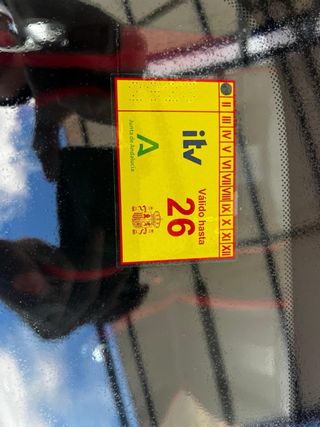 II III IV V VI VII VIII IX X XI XII
itv
Válido hasta
26
Junta de Andalucía